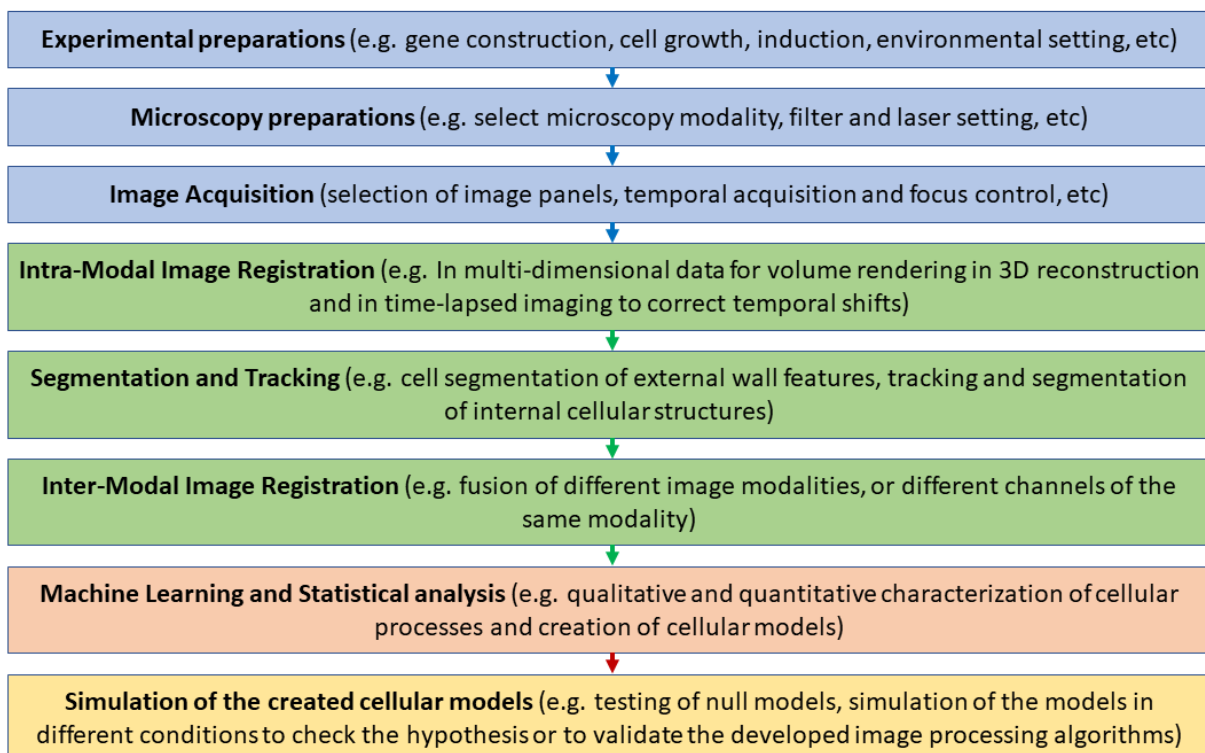 Experimental preparations (e.g. gene construction, cell growth, induction, environmental setting, etc)
Microscopy preparations (e.g. select microscopy modality, filter and laser setting, etc)
Image Acquisition (selection of image panels, temporal acquisition and focus control, etc)
Intra-Modal Image Registration (e.g. In multi-dimensional data for volume rendering in 3D reconstruction
and in time-lapsed imaging to correct temporal shifts)
Segmentation and Tracking (e.g. cell segmentation of external wall features, tracking and segmentation
of internal cellular structures)
Inter-Modal Image Registration (e.g. fusion of different image modalities, or different channels of the
same modality)
Machine Learning and Statistical analysis (e.g. qualitative and quantitative characterization of cellular
processes and creation of cellular models)
Simulation of the created cellular models (e.g. testing of null models, simulation of the models in
different conditions to check the hypothesis or to validate the developed image processing algorithms)